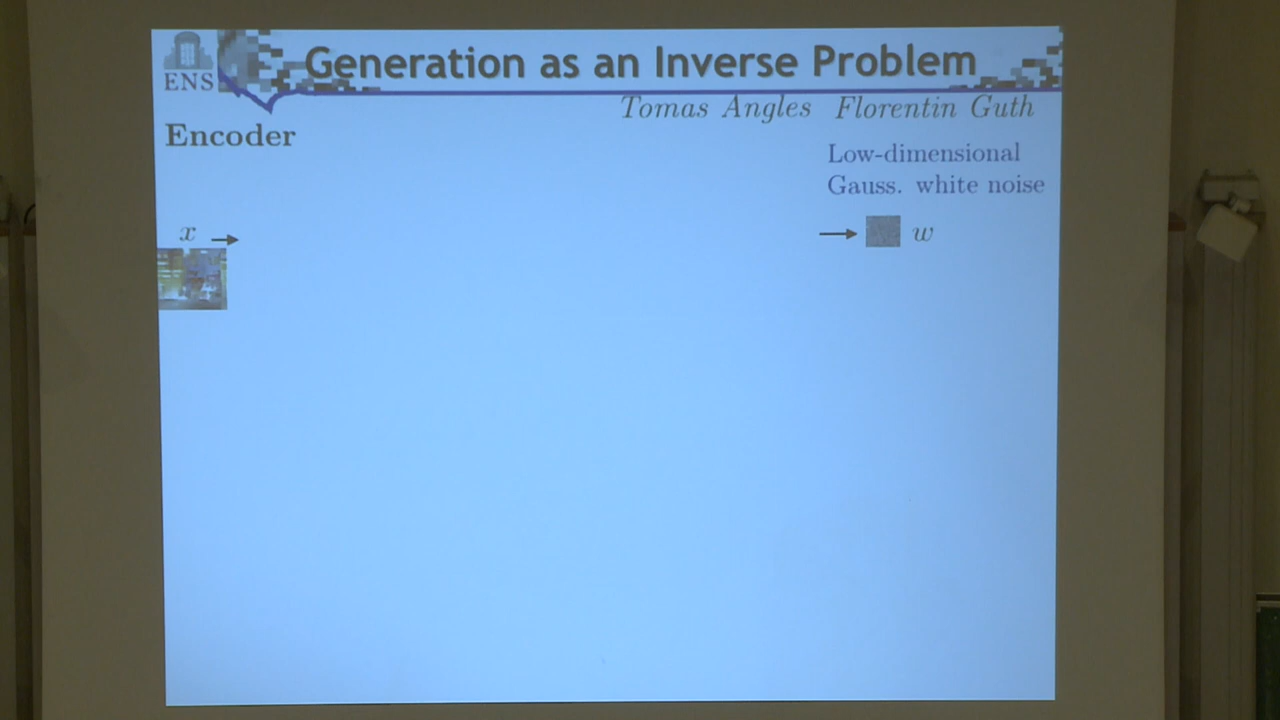 Generation as an Inverse Problem
ENS
Tomas Angles Florentin Guth
Encoder
Low-dimensional
Gauss. white noise
x
w